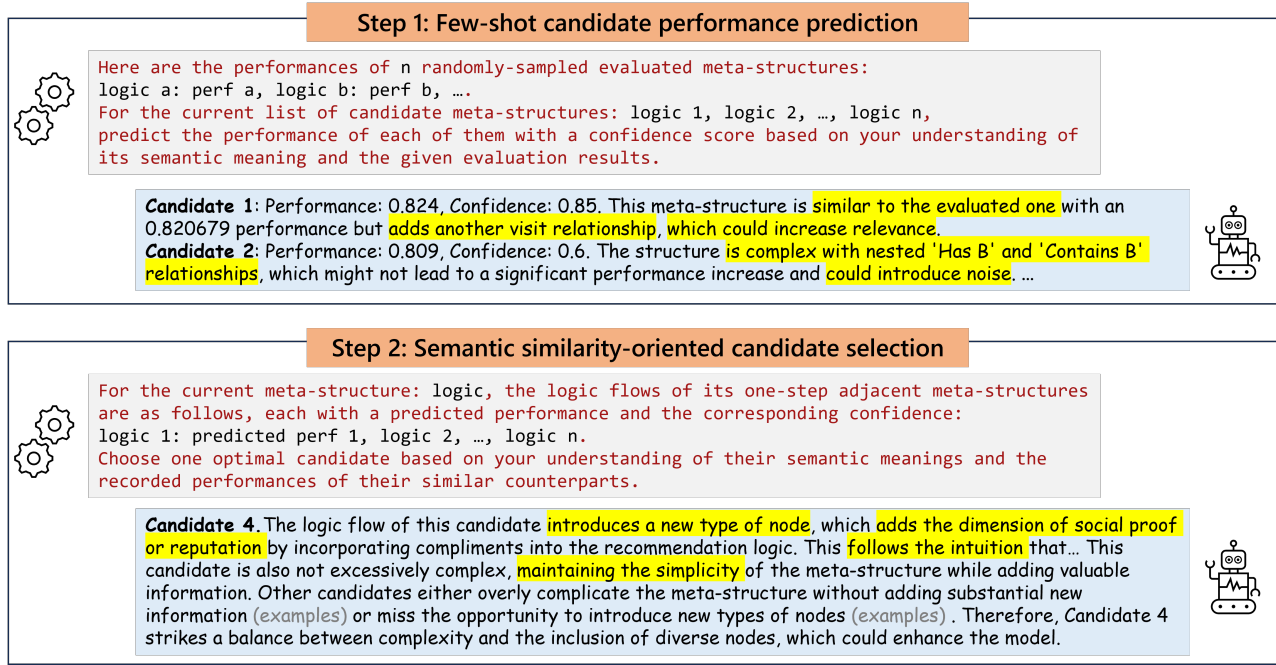 Step 1: Few-shot candidate performance prediction
Here are the performances of n randomly-sampled evaluated meta-structures:
logic a: perf a, logic b: perf b, ….
For the current list of candidate meta-structures: logic 1, logic 2, …, logic n,
predict the performance of each of them with a confidence score based on your understanding of
its semantic meaning and the given evaluation results.
Candidate 1: Performance: 0.824, Confidence: 0.85. This meta-structure is similar to the evaluated one with an
0.820679 performance but adds another visit relationship, which could increase relevance.
Candidate 2: Performance: 0.809, Confidence: 0.6. The structure is complex with nested 'Has B' and 'Contains B'
relationships, which might not lead to a significant performance increase and could introduce noise. …
Step 2: Semantic similarity-oriented candidate selection
For the current meta-structure: logic, the logic flows of its one-step adjacent meta-structures
are as follows, each with a predicted performance and the corresponding confidence:
logic 1: predicted perf 1, logic 2, …, logic n.
Choose one optimal candidate based on your understanding of their semantic meanings and the
recorded performances of their similar counterparts.
Candidate 4. The logic flow of this candidate introduces a new type of node, which adds the dimension of social proof
or reputation by incorporating compliments into the recommendation logic. This follows the intuition that… This
candidate is also not excessively complex, maintaining the simplicity of the meta-structure while adding valuable
information. Other candidates either overly complicate the meta-structure without adding substantial new
information (examples) or miss the opportunity to introduce new types of nodes (examples) . Therefore, Candidate 4
strikes a balance between complexity and the inclusion of diverse nodes, which could enhance the model.